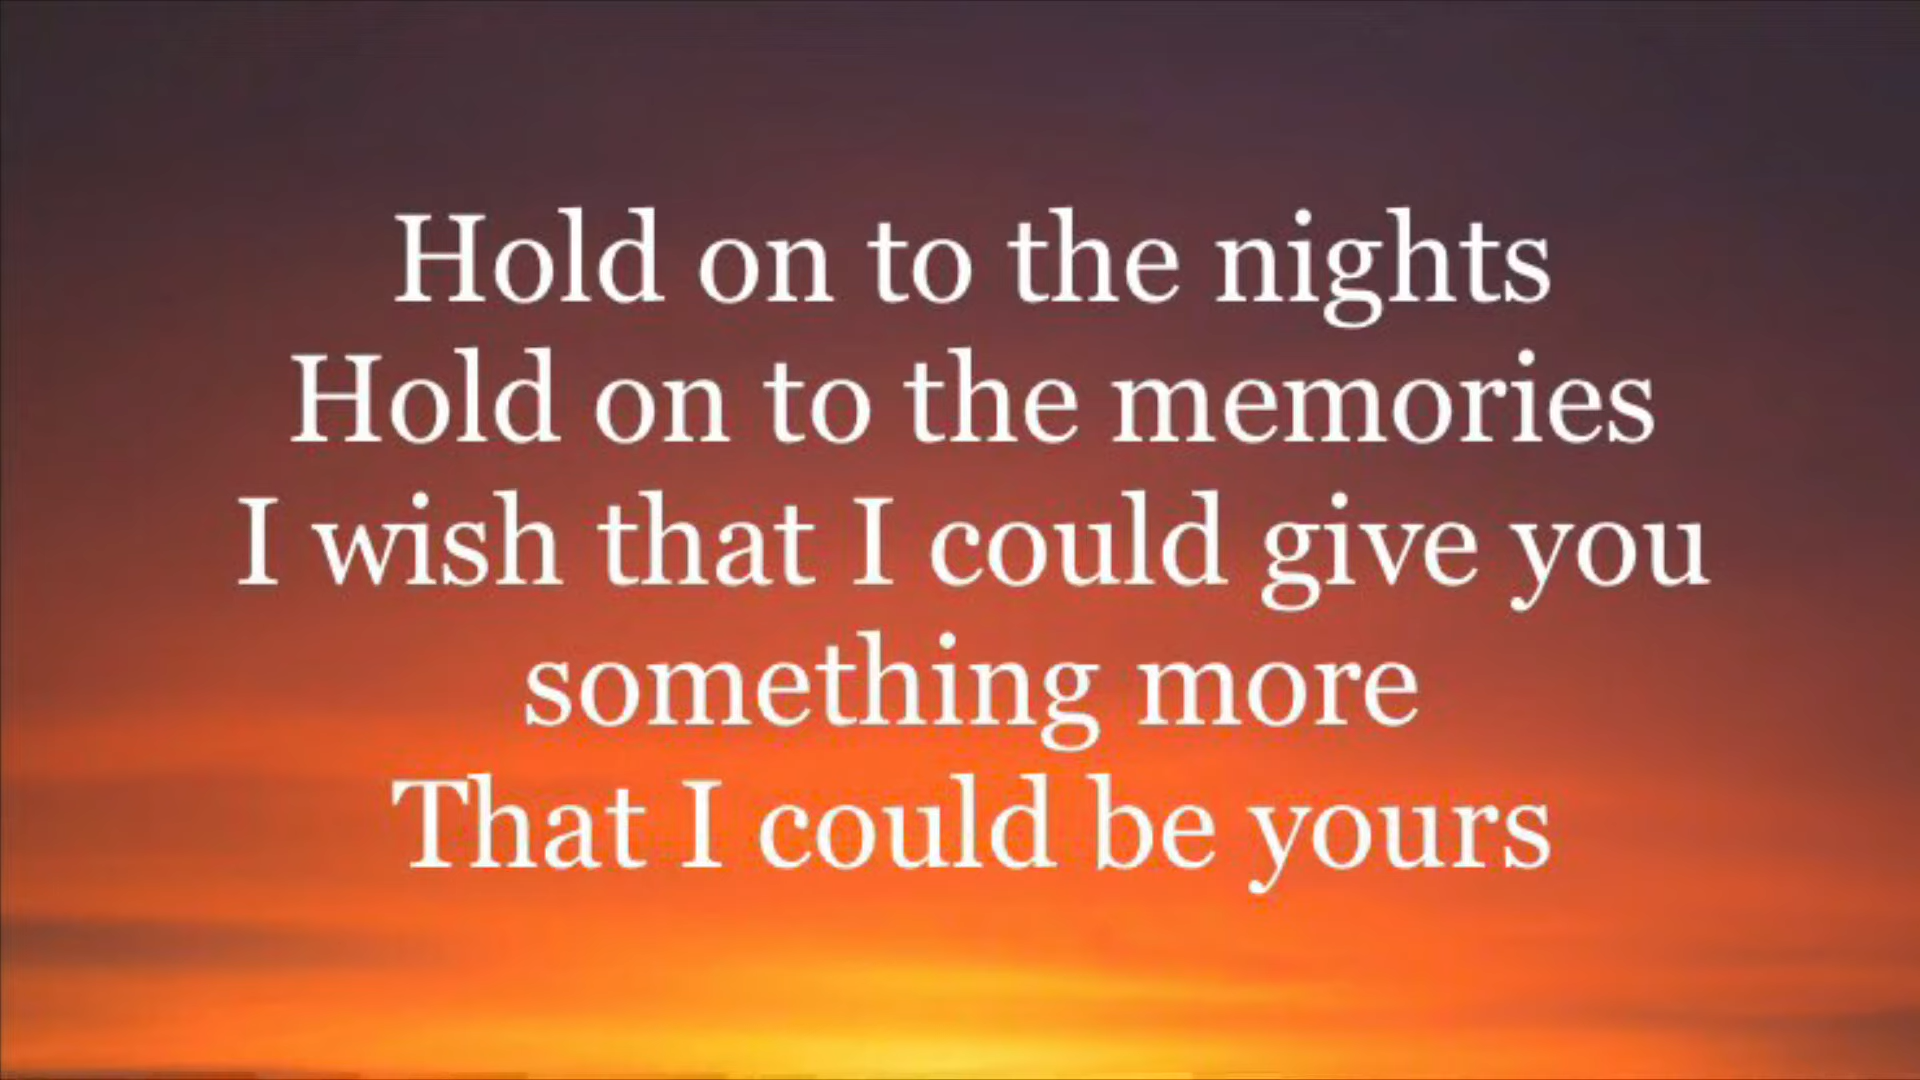 Hold on to the nights
Hold on to the memories
I wish that I could give you
something more
That I could be yours